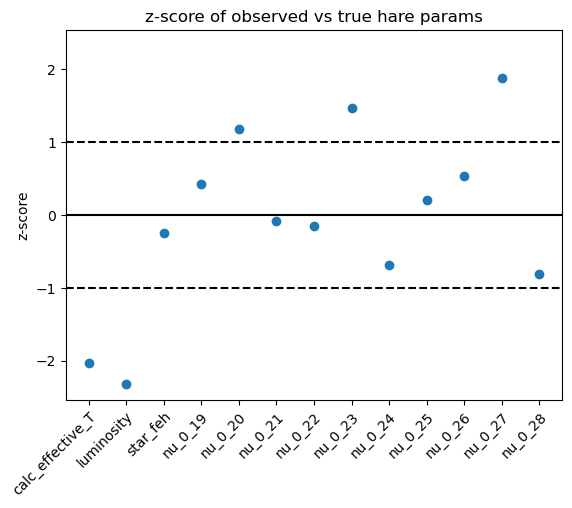 z-score of observed vs true hare params
z-score
2
1
0
−1
−2
calc_effective_T
luminosity
star_feh
nu_0_19
nu_0_20
nu_0_21
nu_0_22
nu_0_23
nu_0_24
nu_0_25
nu_0_26
nu_0_27
nu_0_28